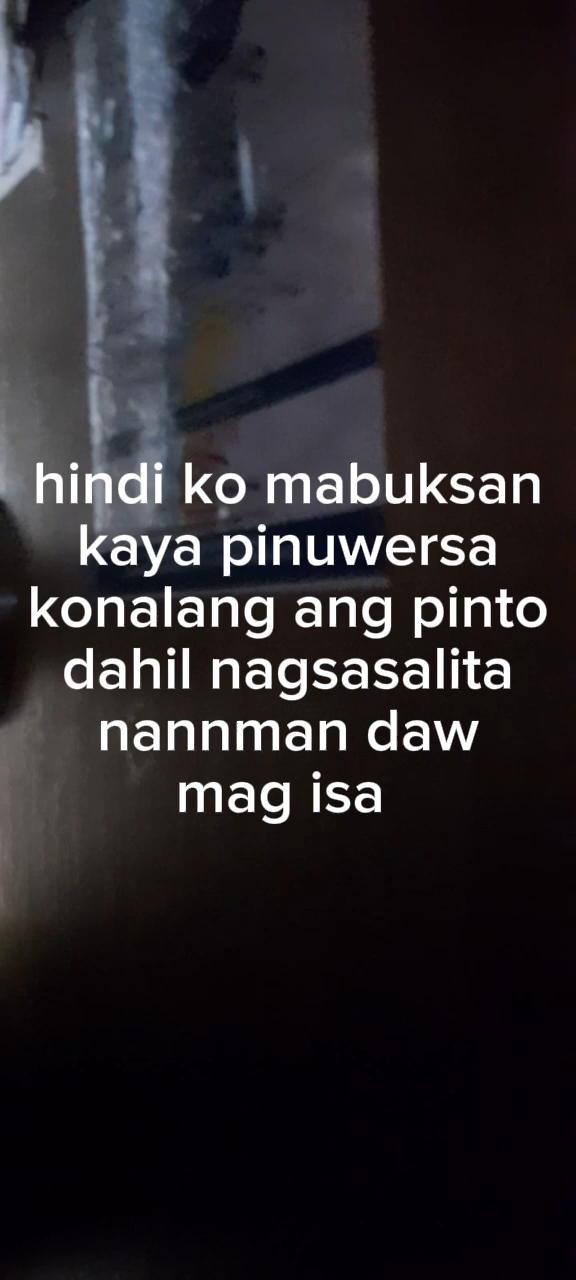 hindi ko mabuksan
kaya pinuwersa
konalang ang pinto
dahil nagsasalita
nannman daw
mag isa